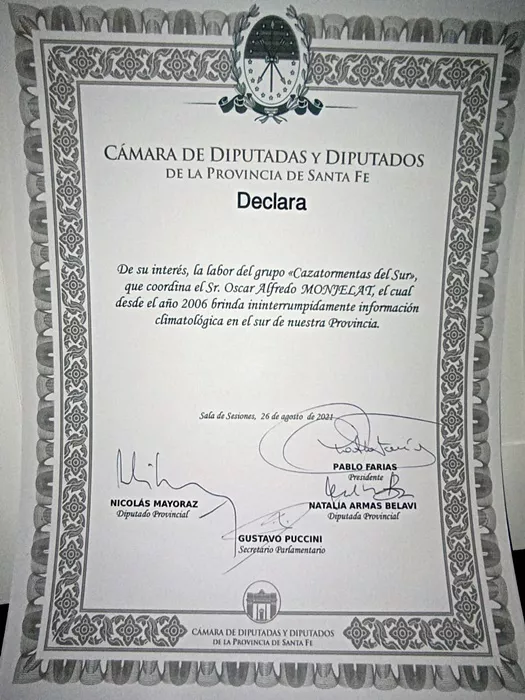 CÁMARA DE DIPUTADAS Y DIPUTADOS
DE LA PROVINCIA DE SANTA FE
Declara
De su interés, la labor del grupo «Cazatormentas del Sur»,
que coordina el Sr. Oscar Alfredo MONJELAT, el cual
desde el año 2006 brinda ininterrumpidamente información
climatológica en el sur de nuestra Provincia.
Sala de Sesiones, 26 de agosto de 2021
PABLO FARIAS
Presidente
NICOLÁS MAYORAZ
Diputado Provincial
NATALIA ARMAS BELAVI
Diputada Provincial
GUSTAVO PUCCINI
Secretario Parlamentario
CÁMARA DE DIPUTADAS Y DIPUTADOS
DE LA PROVINCIA DE SANTA FE